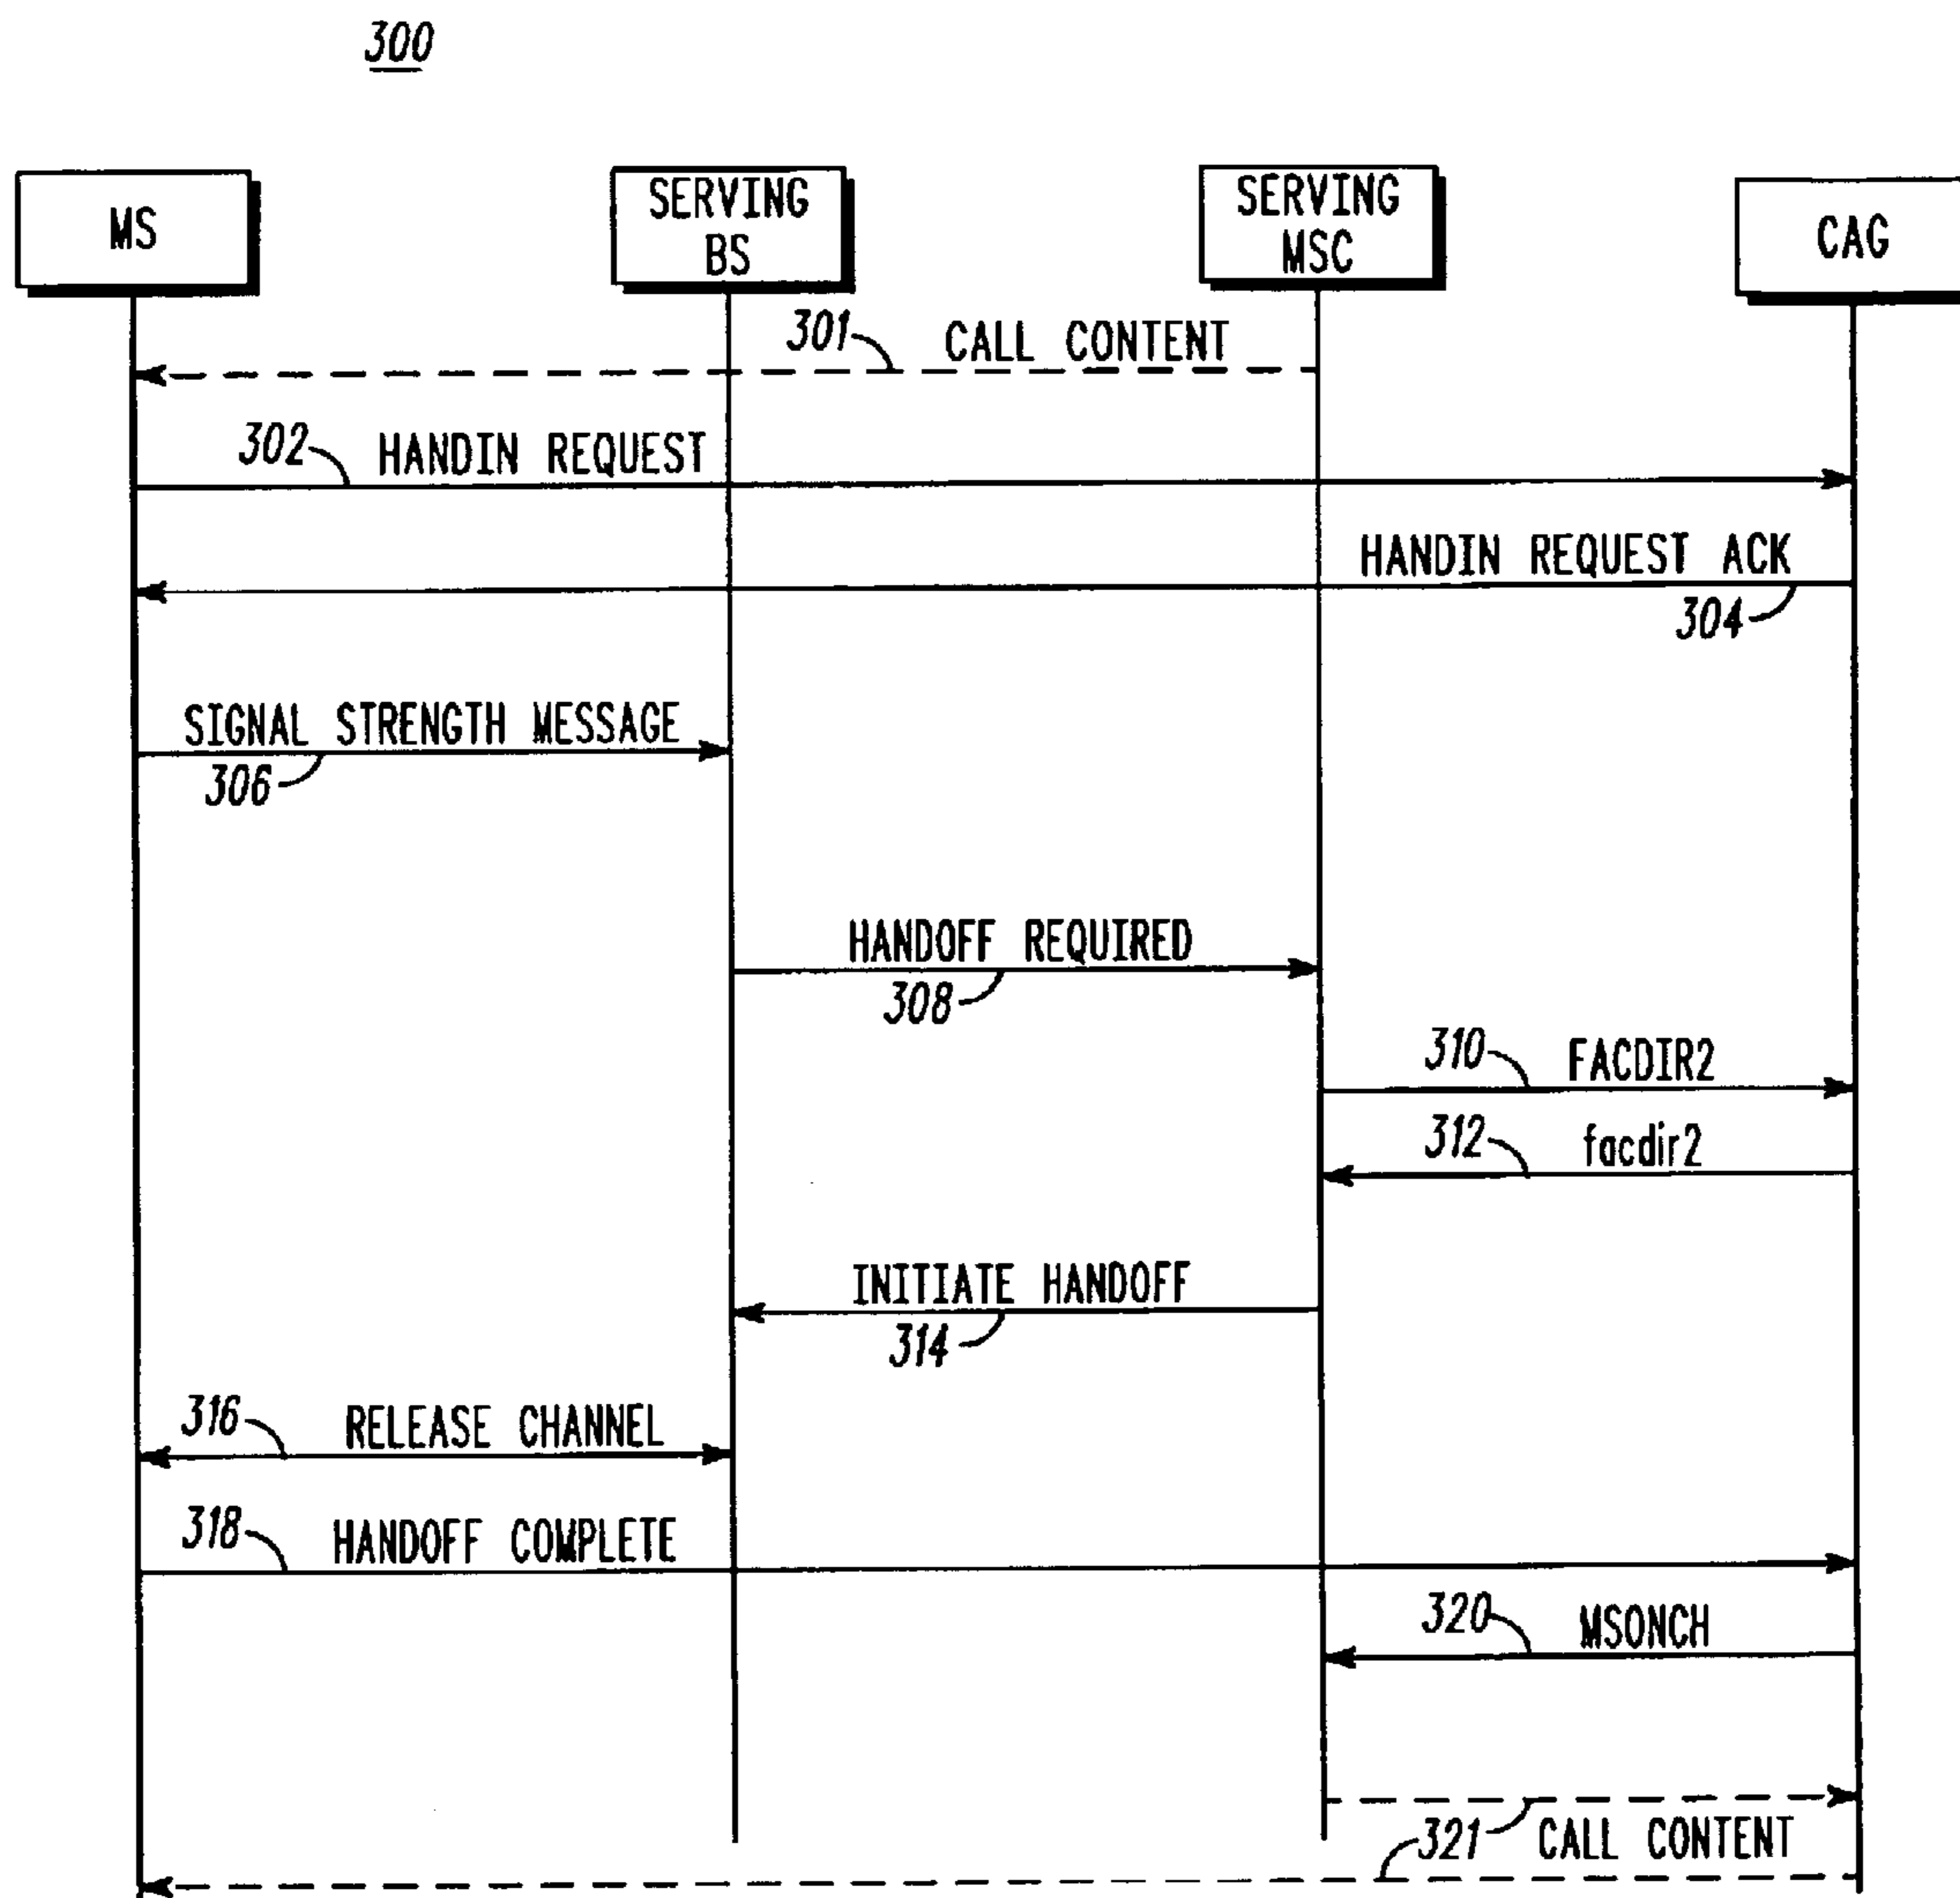 300
MS
SERVING
BS
SERVING
MSC
CAG
301
CALL CONTENT
302
HANDIN REQUEST
HANDIN REQUEST ACK
304
SIGNAL STRENGTH MESSAGE
306
HANDOFF REQUIRED
308
310
FACDIR2
312
facdir2
INITIATE HANDOFF
314
316
RELEASE CHANNEL
318
HANDOFF COMPLETE
320
MSONCH
321
CALL CONTENT